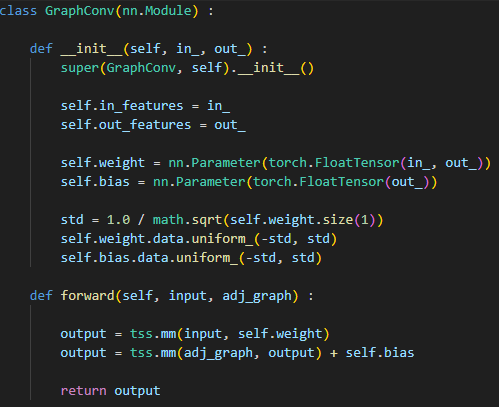 class GraphConv(nn.Module) :
def __init__(self, in_, out_) :
super(GraphConv, self).__init__()
self.in_features = in_
self.out_features = out_
self.weight = nn.Parameter(torch.FloatTensor(in_, out_))
self.bias = nn.Parameter(torch.FloatTensor(out_))
std = 1.0 / math.sqrt(self.weight.size(1))
self.weight.data.uniform_(-std, std)
self.bias.data.uniform_(-std, std)
def forward(self, input, adj_graph) :
output = tss.mm(input, self.weight)
output = tss.mm(adj_graph, output) + self.bias
return output